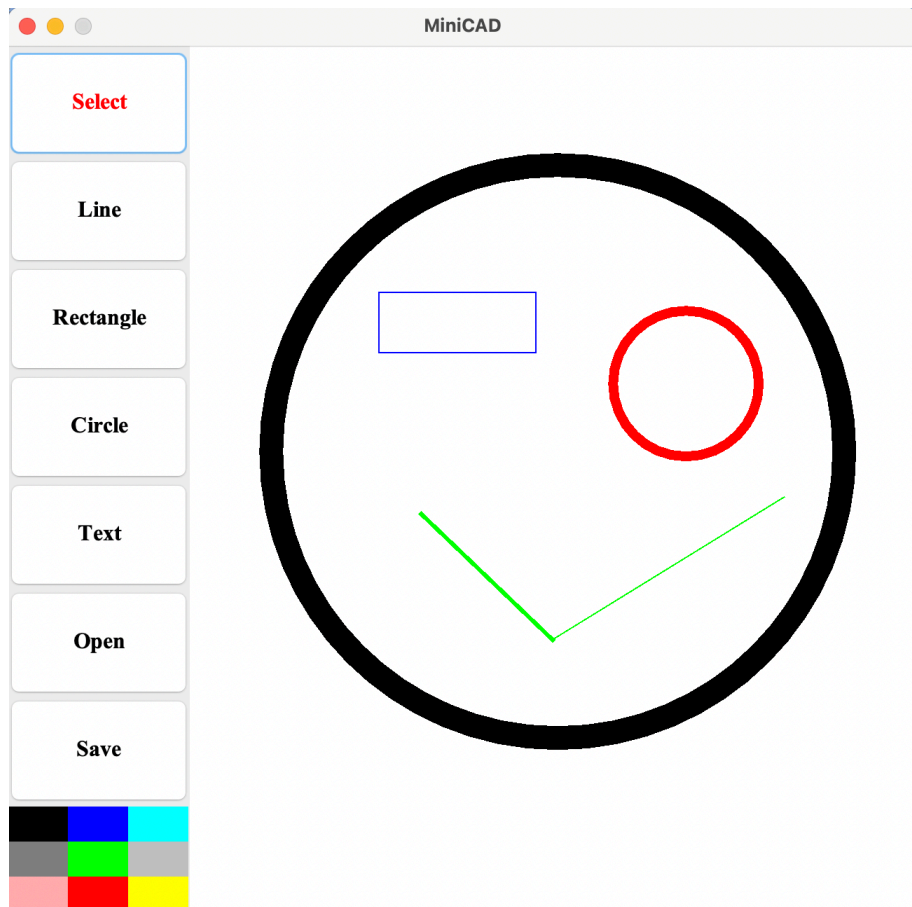 MiniCAD
Select
Line
Rectangle
Circle
Text
Open
Save